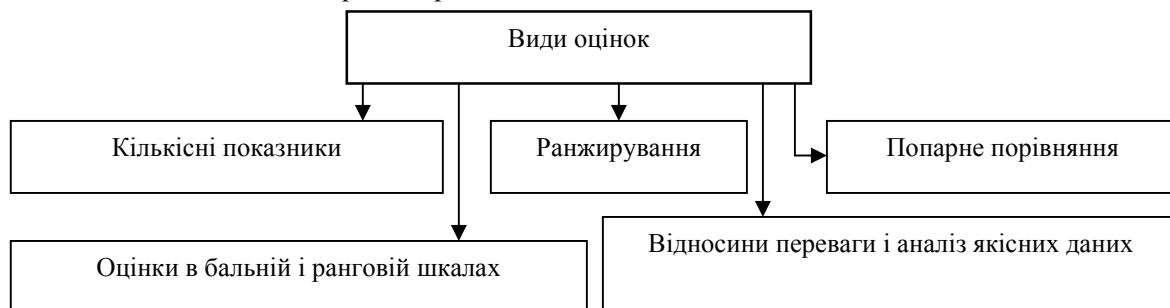 Види оцінок
Кількісні показники
Ранжирування
Попарне порівняння
Оцінки в бальній і ранговій шкалах
Відносини переваги і аналіз якісних даних